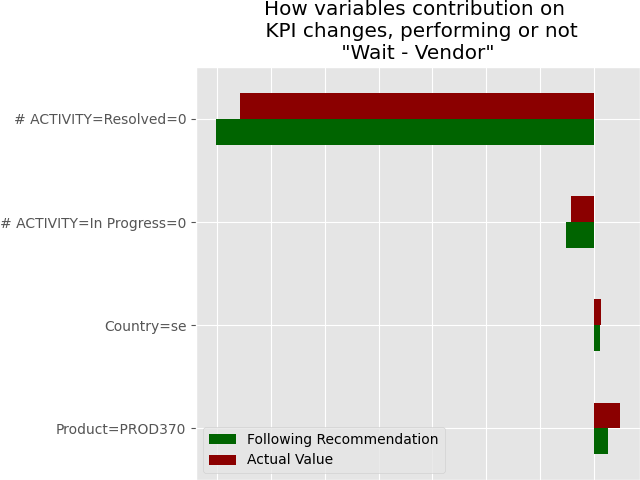 How variables contribution on
KPI changes, performing or not
"Wait - Vendor"
# ACTIVITY=Resolved=0
# ACTIVITY=In Progress=0
Country=se
Product=PROD370
Following Recommendation
Actual Value